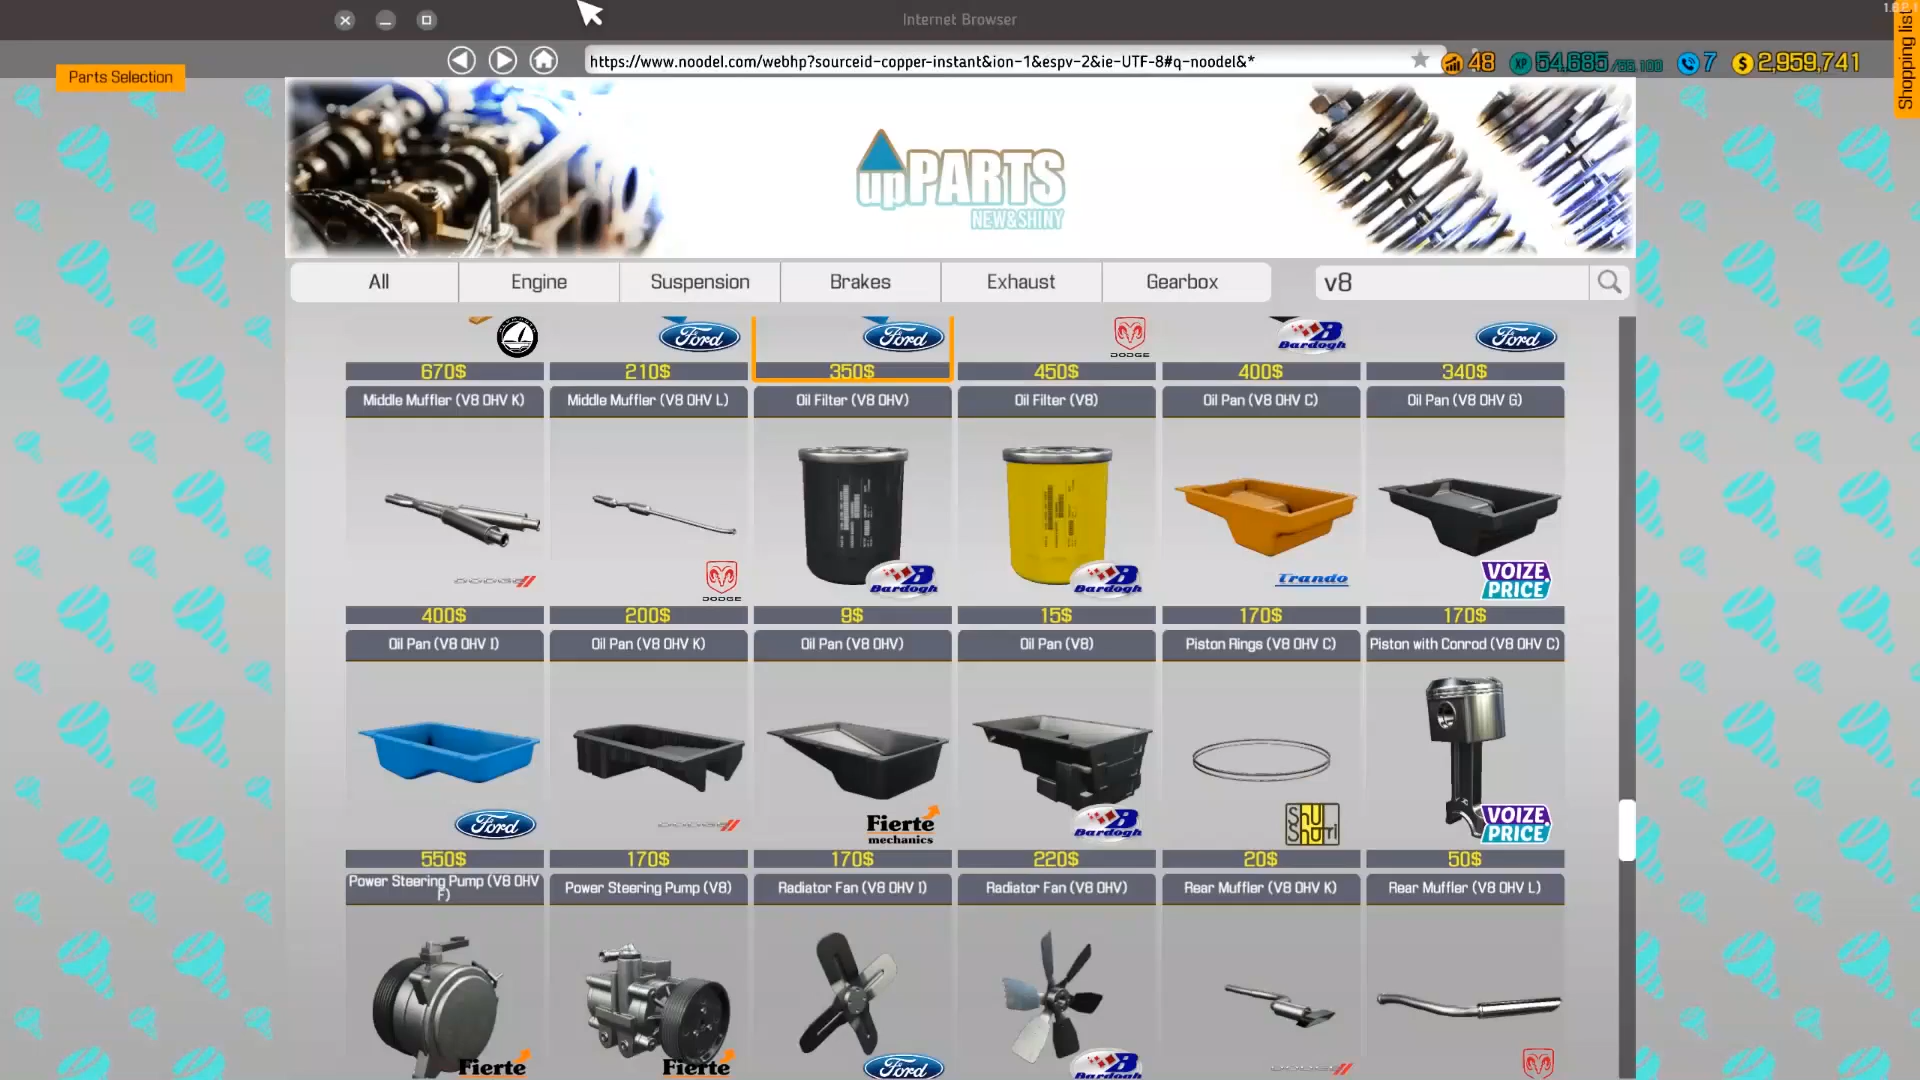 Internet Browser
https://www.noodel.com/webhp?sourceid-copper-instant&ion-1&espv-2&ie-UTF-8#q-noodel&*
48
54,685
7
2,959,741
Shopping list
Parts Selection
upPARTS
NEW&SHINY
All
Engine
Suspension
Brakes
Exhaust
Gearbox
v8
Ford
Ford
DODGE
Bardogh
Ford
670$
210$
350$
450$
400$
340$
Middle Muffler (V8 OHV K)
Middle Muffler (V8 OHV L)
Oil Filter (V8 OHV)
Oil Filter (V8)
Oil Pan (V8 OHV C)
Oil Pan (V8 OHV G)
DODGE
DODGE
Bardogh
Bardogh
Trando
VOIZE
PRICE
400$
200$
9$
15$
170$
170$
Oil Pan (V8 OHV I)
Oil Pan (V8 OHV K)
Oil Pan (V8 OHV)
Oil Pan (V8)
Piston Rings (V8 OHV C)
Piston with Conrod (V8 OHV C)
Ford
DODGE
Fierte
mechanics
Bardogh
VOIZE
PRICE
550$
170$
170$
220$
20$
50$
Power Steering Pump (V8 OHV
F)
Power Steering Pump (V8)
Radiator Fan (V8 OHV I)
Radiator Fan (V8 OHV)
Rear Muffler (V8 OHV K)
Rear Muffler (V8 OHV L)
Fierte
Fierte
Ford
Bardogh